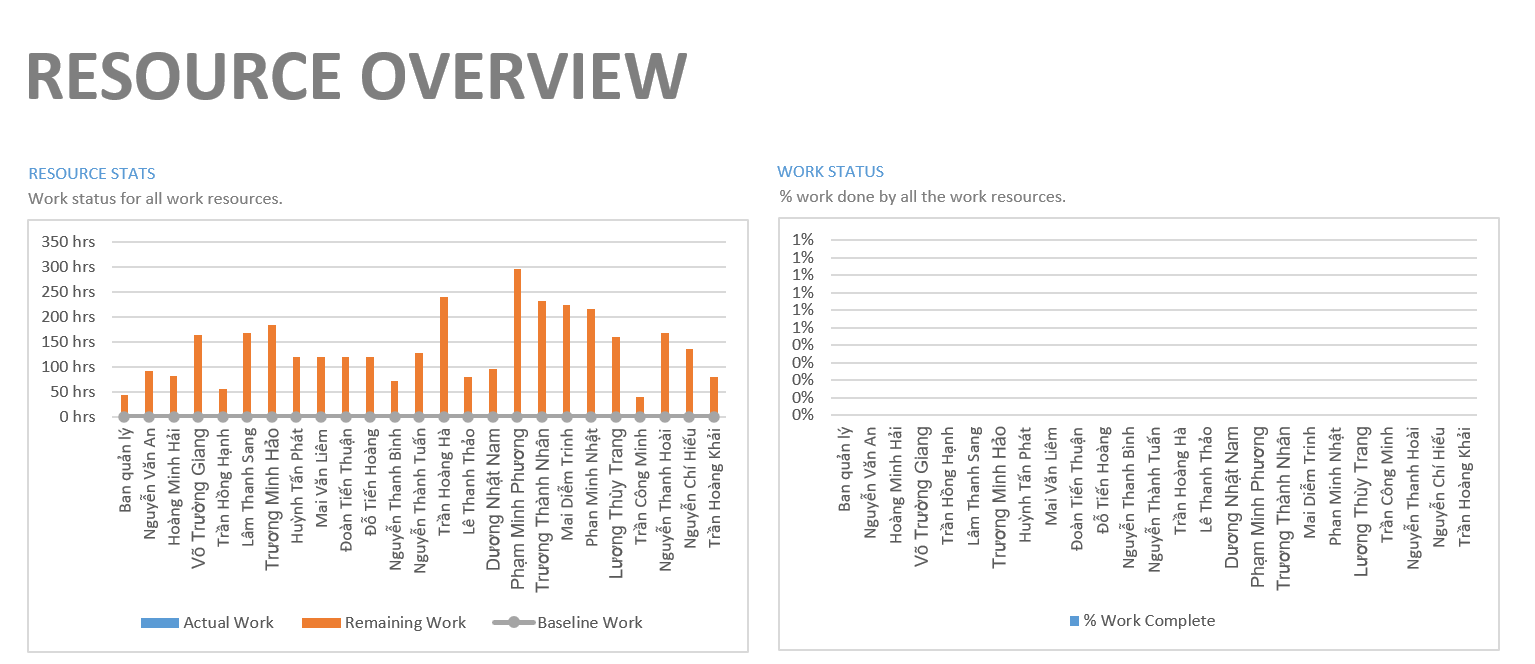 RESOURCE OVERVIEW
RESOURCE STATS
Work status for all work resources.
350 hrs
300 hrs
250 hrs
200 hrs
150 hrs
100 hrs
50 hrs
0 hrs
Ban quản lý
Nguyễn Văn An
Hoàng Minh Hải
Võ Trường Giang
Trần Hồng Hạnh
Lâm Thanh Sang
Trương Minh Hảo
Huỳnh Tấn Phát
Mai Văn Liêm
Đoàn Tiến Thuận
Đỗ Tiến Hoàng
Nguyễn Thanh Bình
Nguyễn Thành Tuấn
Trần Hoàng Hà
Lê Thanh Thảo
Dương Nhật Nam
Phạm Minh Phương
Trương Thành Nhân
Mai Diễm Trinh
Phan Minh Nhật
Lương Thùy Trang
Trần Công Minh
Nguyễn Thanh Hoài
Nguyễn Chí Hiếu
Trần Hoàng Khải
Actual Work
Remaining Work
Baseline Work
WORK STATUS
% work done by all the work resources.
1%
1%
1%
1%
1%
1%
0%
0%
0%
0%
0%
Ban quản lý
Nguyễn Văn An
Hoàng Minh Hải
Võ Trường Giang
Trần Hồng Hạnh
Lâm Thanh Sang
Trương Minh Hảo
Huỳnh Tấn Phát
Mai Văn Liêm
Đoàn Tiến Thuận
Đỗ Tiến Hoàng
Nguyễn Thanh Bình
Nguyễn Thành Tuấn
Trần Hoàng Hà
Lê Thanh Thảo
Dương Nhật Nam
Phạm Minh Phương
Trương Thành Nhân
Mai Diễm Trinh
Phan Minh Nhật
Lương Thùy Trang
Trần Công Minh
Nguyễn Thanh Hoài
Nguyễn Chí Hiếu
Trần Hoàng Khải
% Work Complete